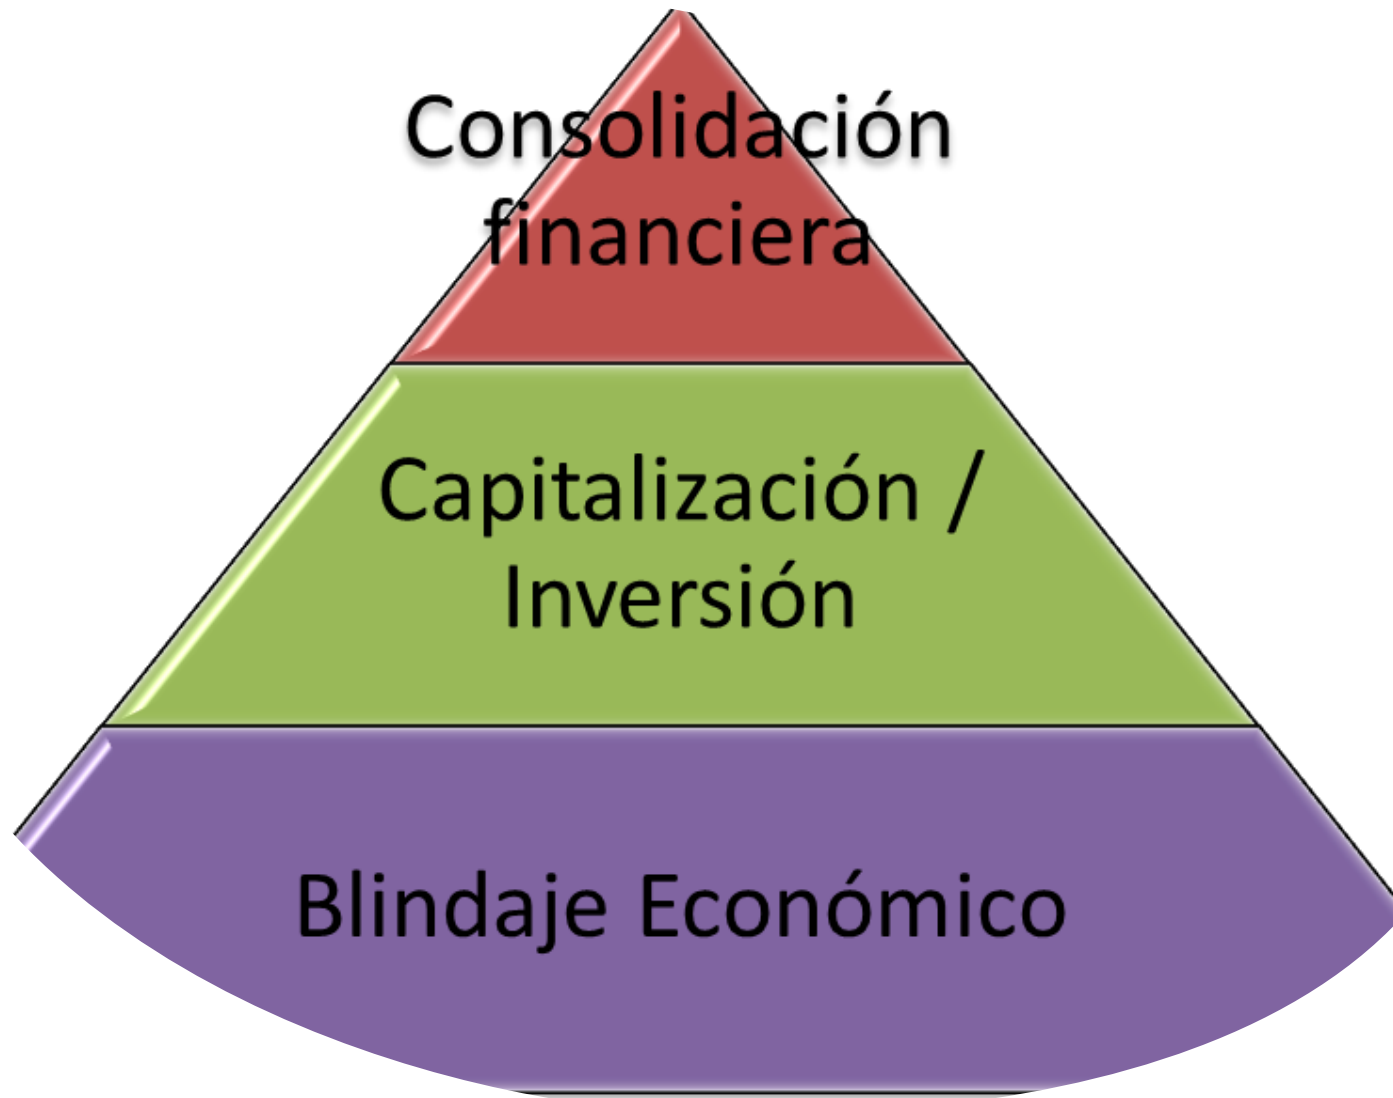 Consolidación
financiera
Capitalización /
Inversión
Blindaje Económico